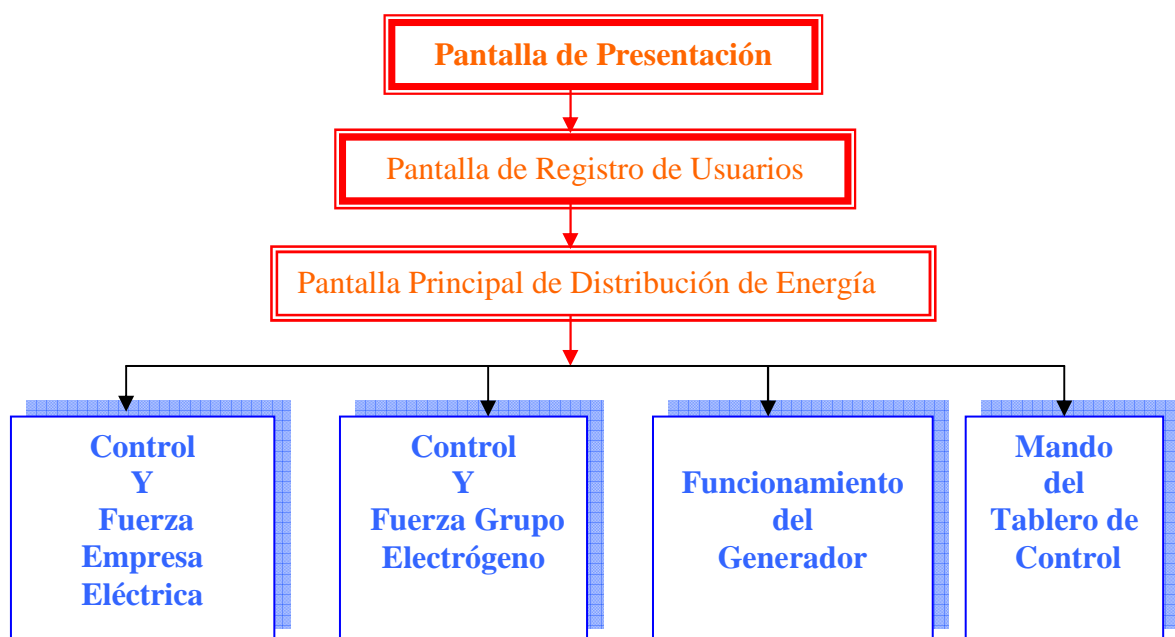 Pantalla de Presentación
Pantalla de Registro de Usuarios
Pantalla Principal de Distribución de Energía
Control
Y
Fuerza
Empresa
Eléctrica
Control
Y
Fuerza Grupo
Electrógeno
Funcionamiento
del
Generador
Mando
del
Tablero de
Control